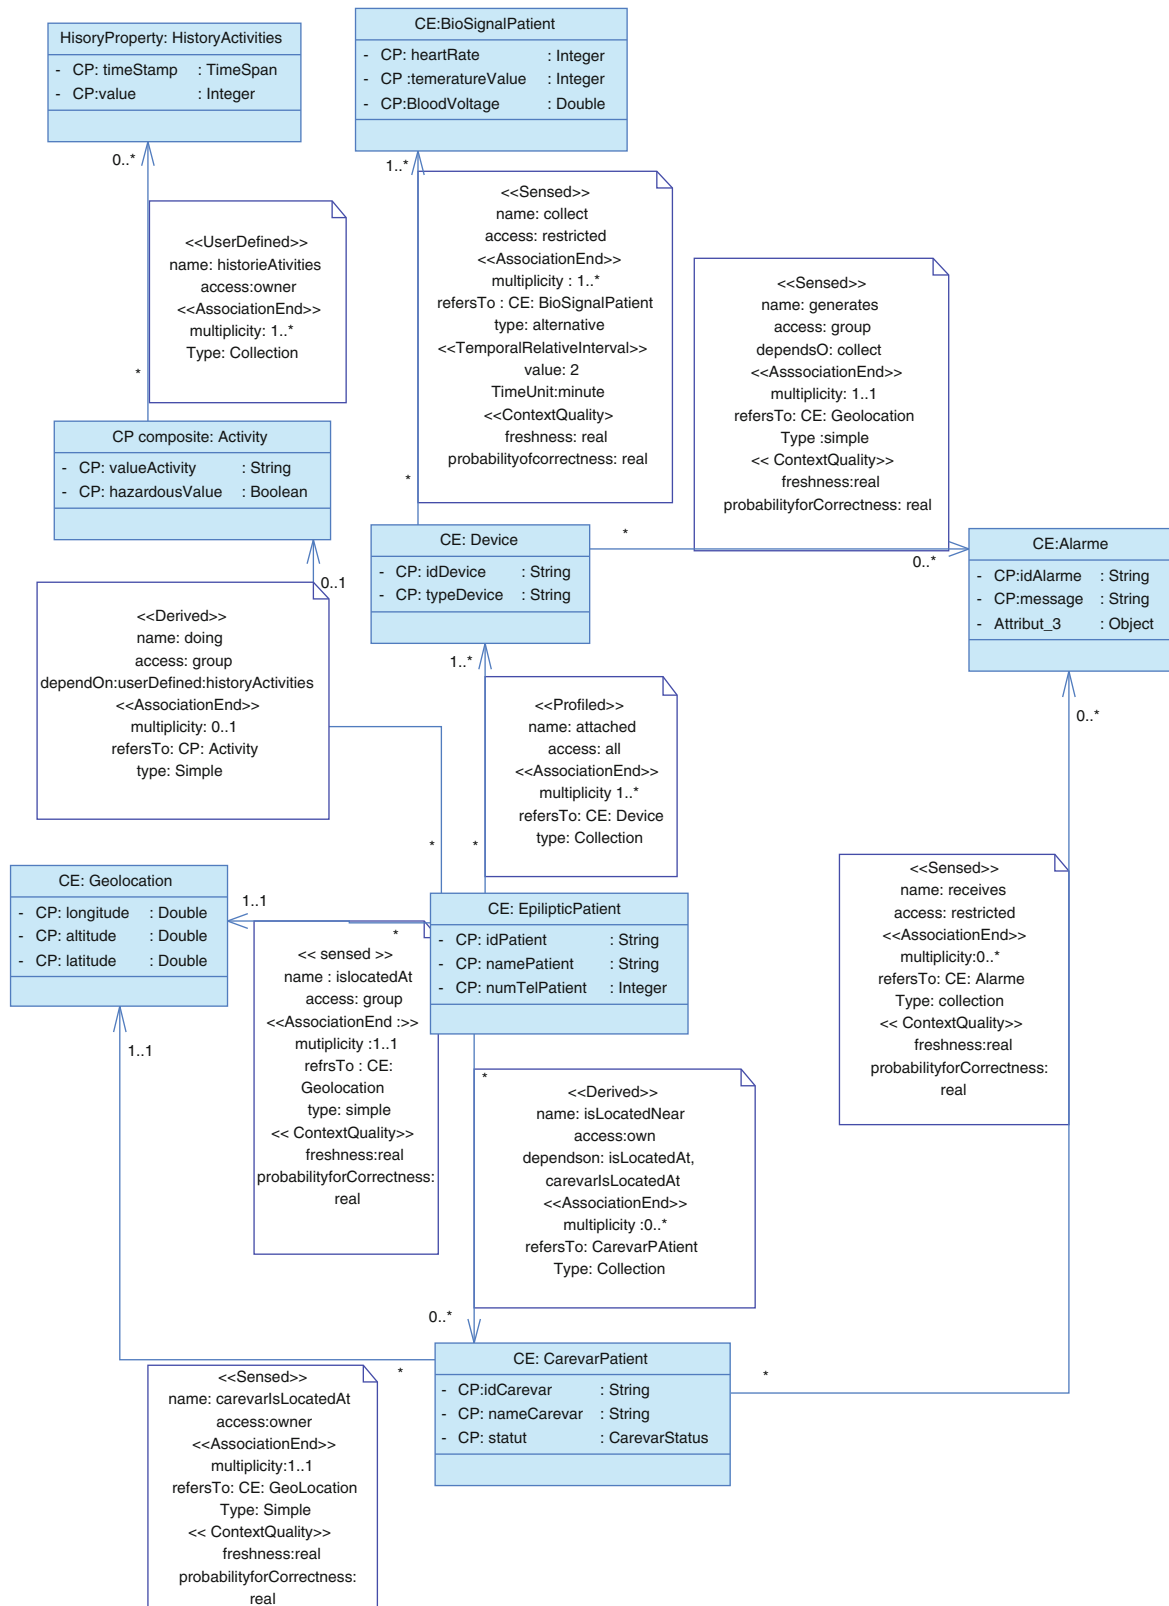 HisoryProperty: HistoryActivities
- CP: timeStamp : TimeSpan
- CP:value : Integer
CE:BioSignalPatient
- CP: heartRate : Integer
- CP :temeratureValue : Integer
- CP:BloodVoltage : Double
0..*
1..*
<<UserDefined>>
name: historieAtivities
access:owner
<<AssociationEnd>>
multiplicity: 1..*
Type: Collection
*
<<Sensed>>
name: collect
access: restricted
<<AssociationEnd>>
multiplicity : 1..*
refersTo : CE: BioSignalPatient
type: alternative
<<TemporalRelativeInterval>>
value: 2
TimeUnit:minute
<<ContextQuality>
freshness: real
probabilityofcorrectness: real
*
<<Sensed>>
name: generates
access: group
dependsO: collect
<<AsssociationEnd>>
multiplicity: 1..1
refersTo: CE: Geolocation
Type :simple
<< ContextQuality>>
freshness:real
probabilityforCorrectness: real
CP composite: Activity
- CP: valueActivity : String
- CP: hazardousValue : Boolean
0..1
CE: Device
- CP: idDevice : String
- CP: typeDevice : String
*
0..*
CE:Alarme
- CP:idAlarme : String
- CP:message : String
- Attribut_3 : Object
<<Derived>>
name: doing
access: group
dependOn:userDefined:historyActivities
<<AssociationEnd>>
multiplicity: 0..1
refersTo: CP: Activity
type: Simple
*
1..*
<<Profiled>>
name: attached
access: all
<<AssociationEnd>>
multiplicity 1..*
refersTo: CE: Device
type: Collection
*
0..*
CE: Geolocation
- CP: longitude : Double
- CP: altitude : Double
- CP: latitude : Double
1..1
*
CE: EpilipticPatient
- CP: idPatient : String
- CP: namePatient : String
- CP: numTelPatient : Integer
<< sensed >>
name : islocatedAt
access: group
<<AssociationEnd :>>
mutiplicity :1..1
refrsTo : CE:
Geolocation
type: simple
<< ContextQuality>>
freshness:real
probabilityforCorrectness:
real
<<Sensed>>
name: receives
access: restricted
<<AssociationEnd>>
multiplicity:0..*
refersTo: CE: Alarme
Type: collection
<< ContextQuality>>
freshness:real
probabilityforCorrectness:
real
1..1
*
<<Derived>>
name: isLocatedNear
access:own
dependson: isLocatedAt,
carevarIsLocatedAt
<<AssociationEnd>>
multiplicity :0..*
refersTo: CarevarPAtient
Type: Collection
0..*
CE: CarevarPatient
- CP:idCarevar : String
- CP: nameCarevar : String
- CP: statut : CarevarStatus
*
*
<<Sensed>>
name: carevarIsLocatedAt
access:owner
<<AssociationEnd>>
multiplicity:1..1
refersTo: CE: GeoLocation
Type: Simple
<< ContextQuality>>
freshness:real
probabilityforCorrectness:
real